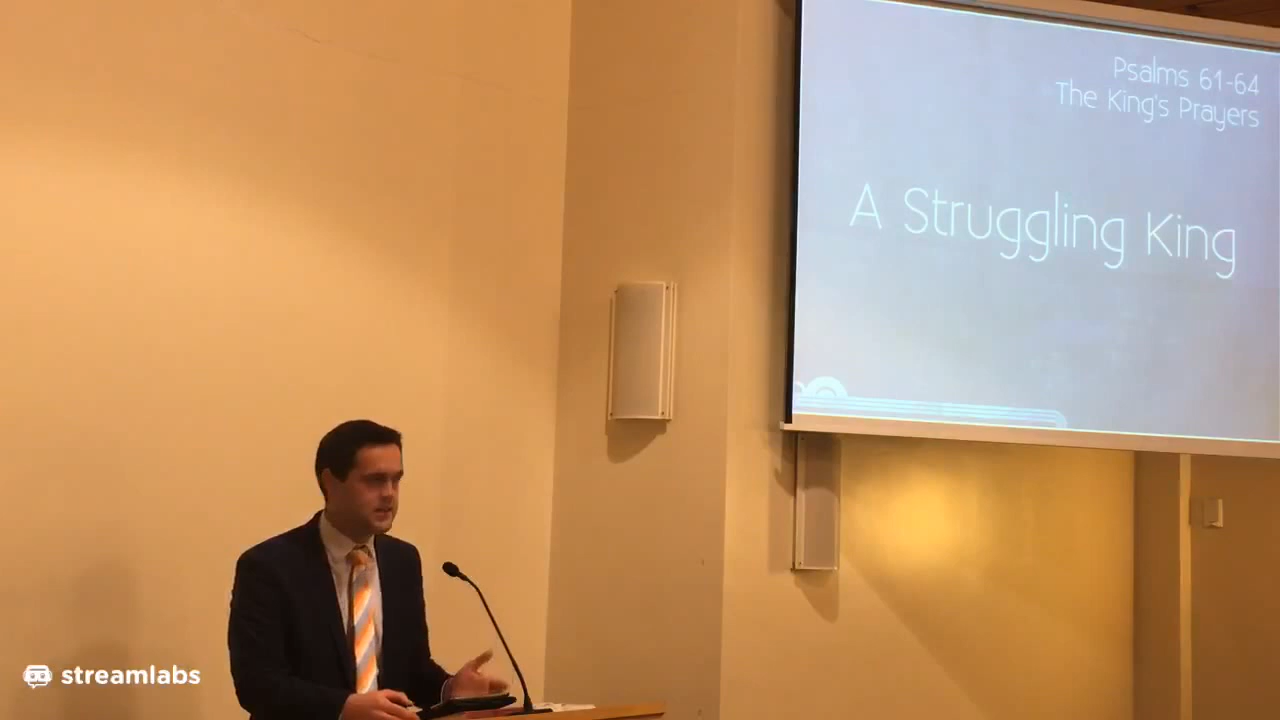 Psalms 61-64
The King's Prayers
A Struggling King
streamlabs